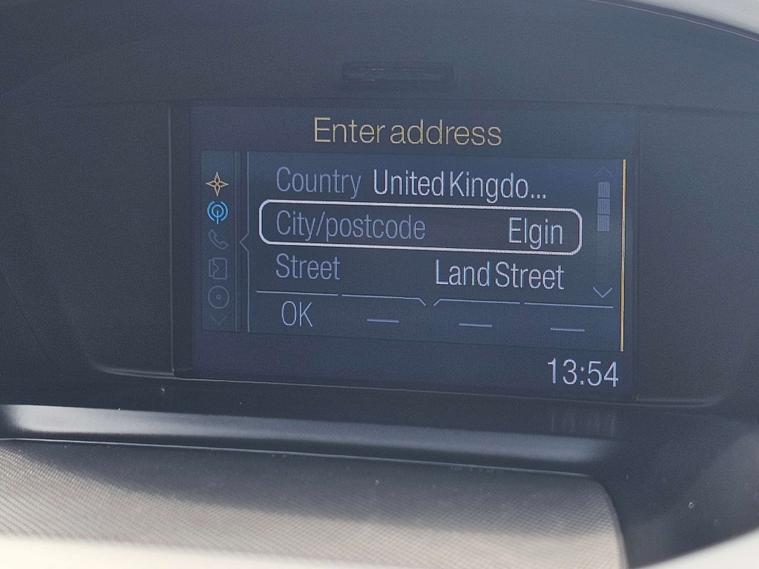 Enter address
Country United Kingdo...
City/postcode Elgin
Street Land Street
OK
13:54